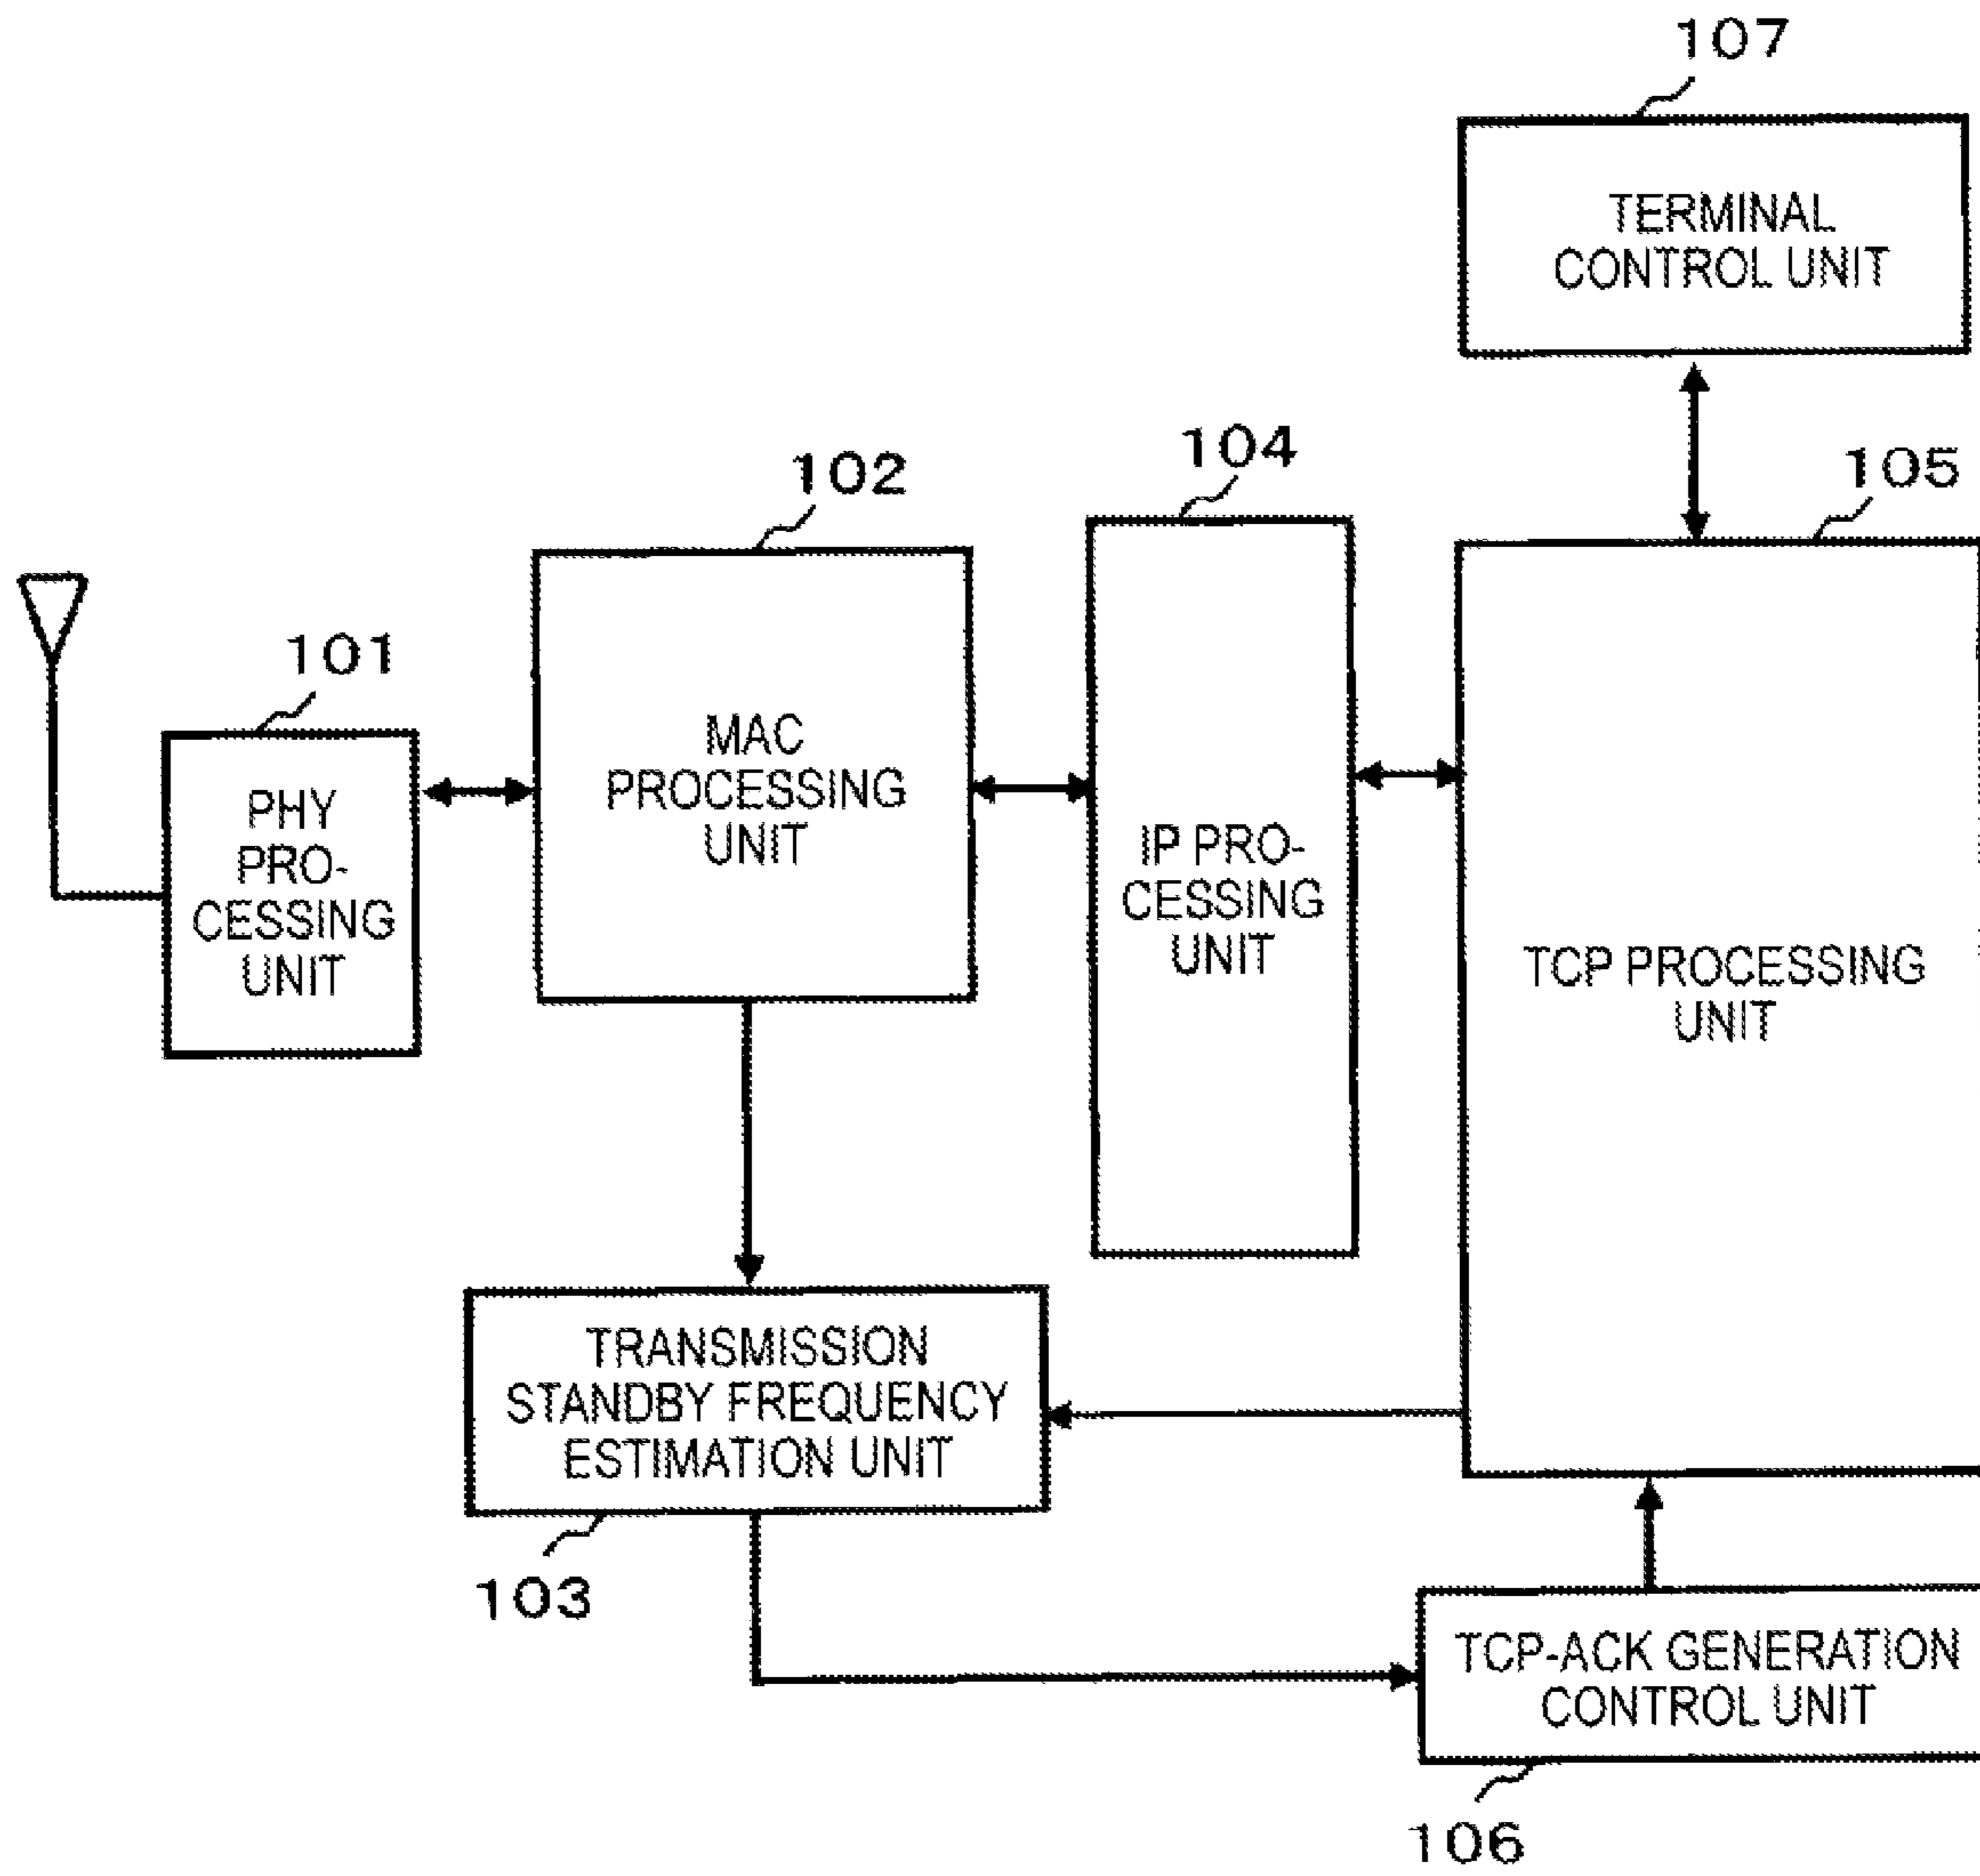 107
TERMINAL
CONTROL UNIT
104
105
102
101
MAC
PROCESSING
UNIT
PHY
PRO-
CESSING
UNIT
IP PRO-
CESSING
UNIT
TCP PROCESSING
UNIT
TRANSMISSION
STANDBY FREQUENCY
ESTIMATION UNIT
103
TCP-ACK GENERATION
CONTROL UNIT
106